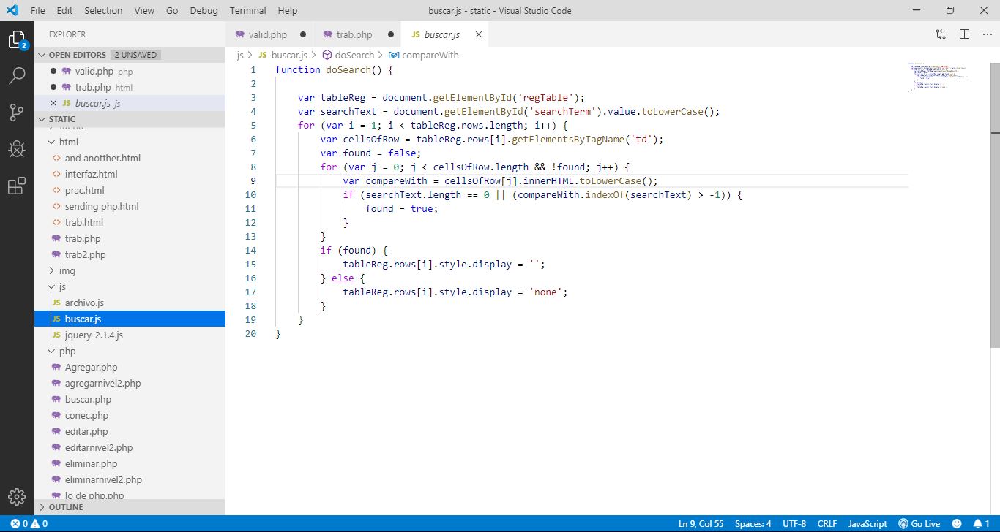 File Edit Selection View Go Debug Terminal Help
buscar.js - static - Visual Studio Code
2
EXPLORER
OPEN EDITORS 2 UNSAVED
valid.php php
trab.php html
JS buscar.js js
STATIC
fuente
html
and anotther.html
interfaz.html
prac.html
sending php.html
trab.html
trab.php
trab2.php
img
js
JS archivo.js
JS buscar.js
JS jquery-2.1.4.js
php
Agregar.php
agregarnivel2.php
buscar.php
conec.php
editar.php
editarnivel2.php
eliminar.php
eliminarnivel2.php
lo de php.php
OUTLINE
valid.php trab.php JS buscar.js
js > JS buscar.js > doSearch > compareWith
1 function doSearch() {
2
3 var tableReg = document.getElementById('regTable');
4 var searchText = document.getElementById('searchTerm').value.toLowerCase();
5 for (var i = 1; i < tableReg.rows.length; i++) {
6 var cellsOfRow = tableReg.rows[i].getElementsByTagName('td');
7 var found = false;
8 for (var j = 0; j < cellsOfRow.length && !found; j++) {
9 var compareWith = cellsOfRow[j].innerHTML.toLowerCase();
10 if (searchText.length == 0 || (compareWith.indexOf(searchText) > -1)) {
11 found = true;
12 }
13 }
14 if (found) {
15 tableReg.rows[i].style.display = '';
16 } else {
17 tableReg.rows[i].style.display = 'none';
18 }
19 }
20 }
0 0
Ln 9, Col 55 Spaces: 4 UTF-8 CRLF JavaScript Go Live 1